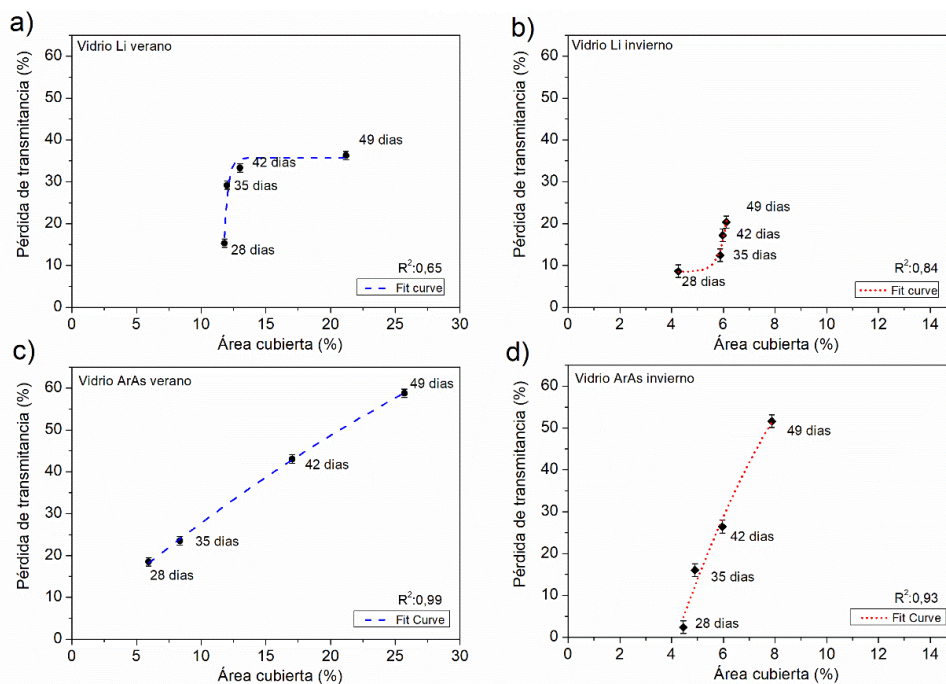 a)
Vidrio Li verano
Pérdida de transmitancia (%)
60
50
40
30
20
10
0
49 dias
42 dias
35 dias
28 dias
R²:0,65
Fit curve
0 5 10 15 20 25 30
Área cubierta (%)
b)
Vidrio Li invierno
Pérdida de transmitancia (%)
60
50
40
30
20
10
0
49 dias
42 dias
35 dias
28 dias
R²:0,84
Fit curve
0 2 4 6 8 10 12 14
Área cubierta (%)
c)
Vidrio ArAs verano
Pérdida de transmitancia (%)
60
50
40
30
20
10
0
49 dias
42 dias
35 dias
28 dias
R²:0,99
Fit Curve
0 5 10 15 20 25 30
Área cubierta (%)
d)
Vidrio ArAs invierno
Pérdida de transmitancia (%)
60
50
40
30
20
10
0
49 dias
42 dias
35 dias
28 dias
R²:0,93
Fit Curve
0 2 4 6 8 10 12 14
Área cubierta (%)